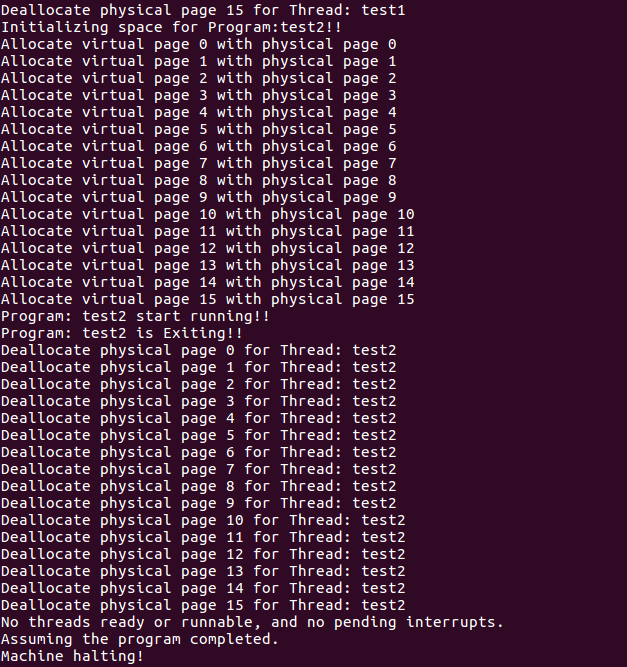 Deallocate physical page 15 for Thread: test1
Initializing space for Program:test2!!
Allocate virtual page 0 with physical page 0
Allocate virtual page 1 with physical page 1
Allocate virtual page 2 with physical page 2
Allocate virtual page 3 with physical page 3
Allocate virtual page 4 with physical page 4
Allocate virtual page 5 with physical page 5
Allocate virtual page 6 with physical page 6
Allocate virtual page 7 with physical page 7
Allocate virtual page 8 with physical page 8
Allocate virtual page 9 with physical page 9
Allocate virtual page 10 with physical page 10
Allocate virtual page 11 with physical page 11
Allocate virtual page 12 with physical page 12
Allocate virtual page 13 with physical page 13
Allocate virtual page 14 with physical page 14
Allocate virtual page 15 with physical page 15
Program: test2 start running!!
Program: test2 is Exiting!!
Deallocate physical page 0 for Thread: test2
Deallocate physical page 1 for Thread: test2
Deallocate physical page 2 for Thread: test2
Deallocate physical page 3 for Thread: test2
Deallocate physical page 4 for Thread: test2
Deallocate physical page 5 for Thread: test2
Deallocate physical page 6 for Thread: test2
Deallocate physical page 7 for Thread: test2
Deallocate physical page 8 for Thread: test2
Deallocate physical page 9 for Thread: test2
Deallocate physical page 10 for Thread: test2
Deallocate physical page 11 for Thread: test2
Deallocate physical page 12 for Thread: test2
Deallocate physical page 13 for Thread: test2
Deallocate physical page 14 for Thread: test2
Deallocate physical page 15 for Thread: test2
No threads ready or runnable, and no pending interrupts.
Assuming the program completed.
Machine halting!